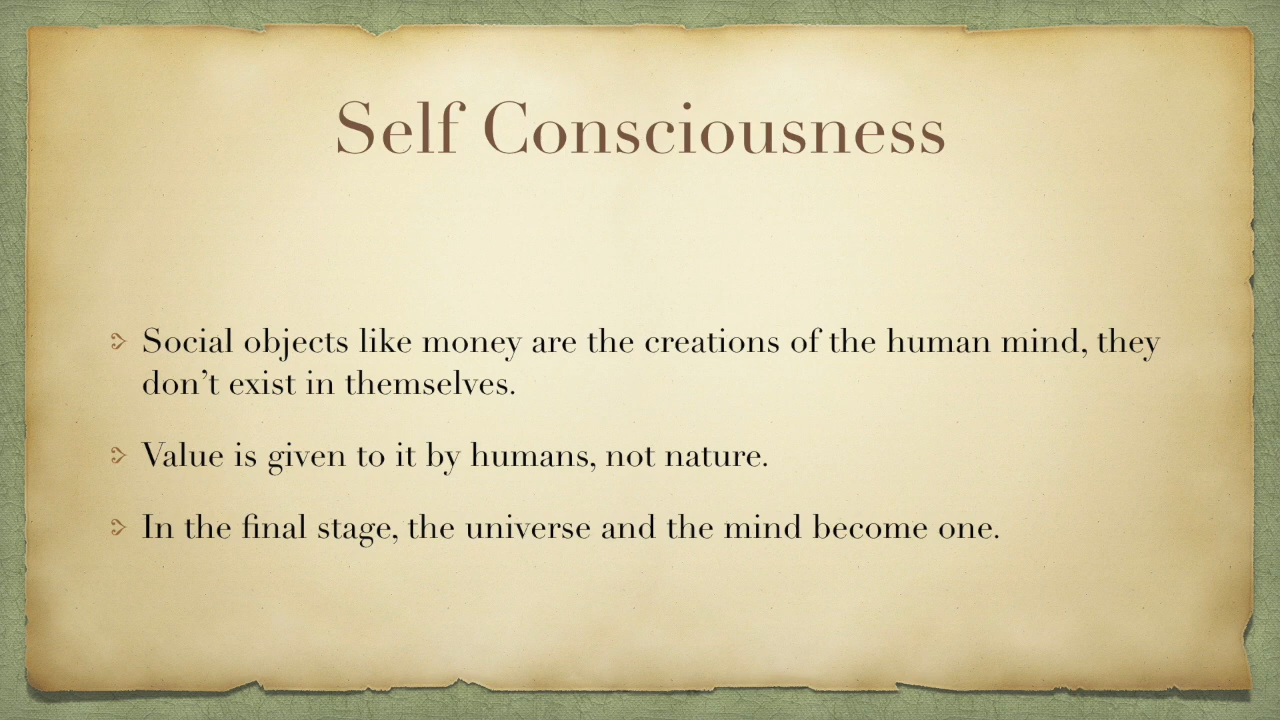 Self Consciousness
Social objects like money are the creations of the human mind, they
don’t exist in themselves.
Value is given to it by humans, not nature.
In the final stage, the universe and the mind become one.